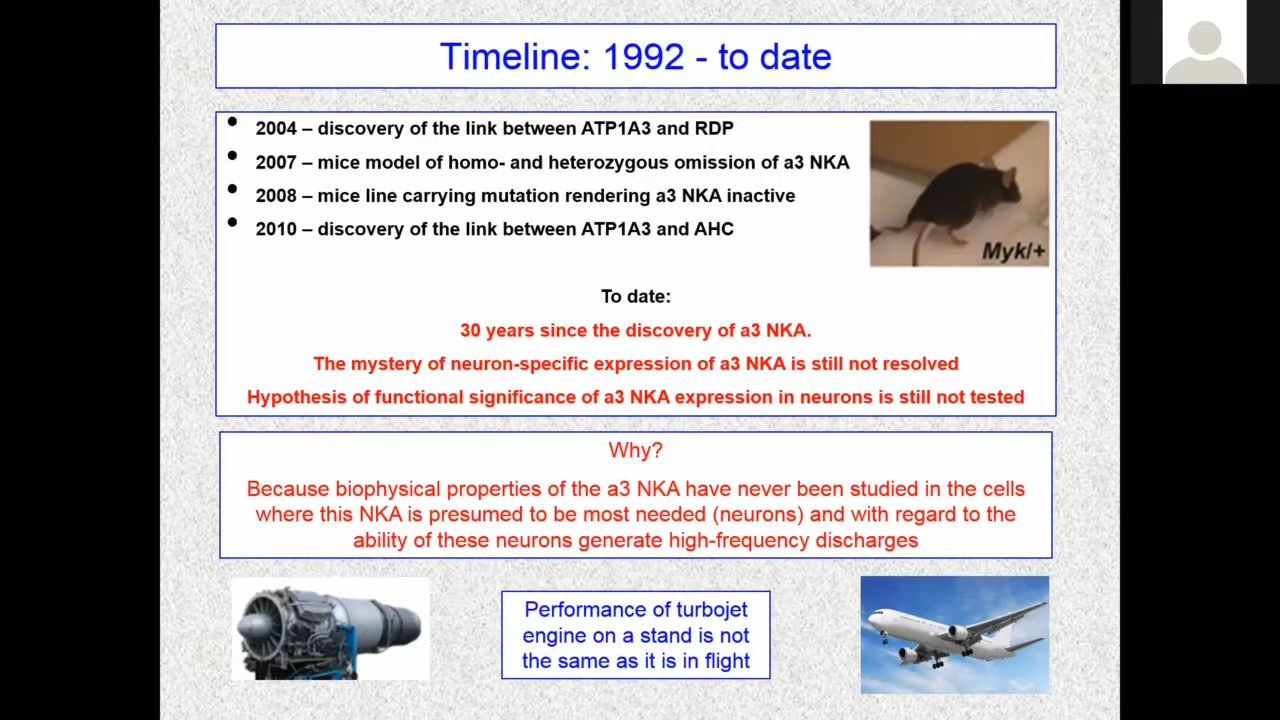 Timeline: 1992 - to date
• 2004 – discovery of the link between ATP1A3 and RDP
• 2007 – mice model of homo- and heterozygous omission of a3 NKA
• 2008 – mice line carrying mutation rendering a3 NKA inactive
• 2010 – discovery of the link between ATP1A3 and AHC
Myk/+
To date:
30 years since the discovery of a3 NKA.
The mystery of neuron-specific expression of a3 NKA is still not resolved
Hypothesis of functional significance of a3 NKA expression in neurons is still not tested
Why?
Because biophysical properties of the a3 NKA have never been studied in the cells
where this NKA is presumed to be most needed (neurons) and with regard to the
ability of these neurons generate high-frequency discharges
Performance of turbojet
engine on a stand is not
the same as it is in flight